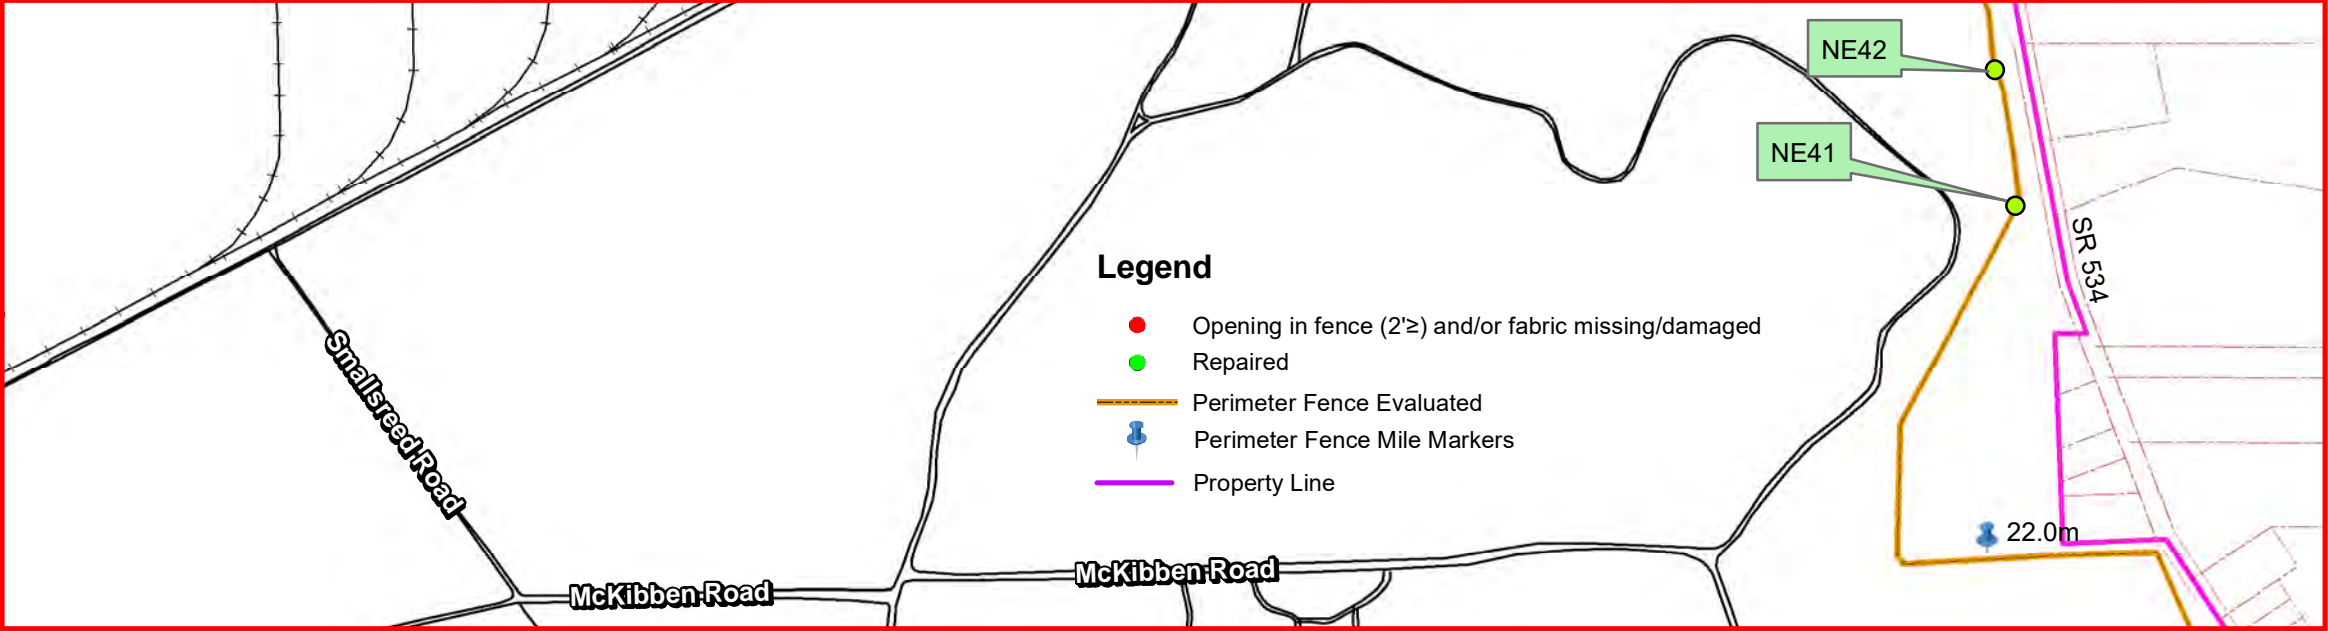 NE42
NE41
SR 534
Legend
Opening in fence (2'≥) and/or fabric missing/damaged
Repaired
Perimeter Fence Evaluated
Perimeter Fence Mile Markers
Property Line
Smallsreed Road
22.0m
McKibben Road
McKibben Road